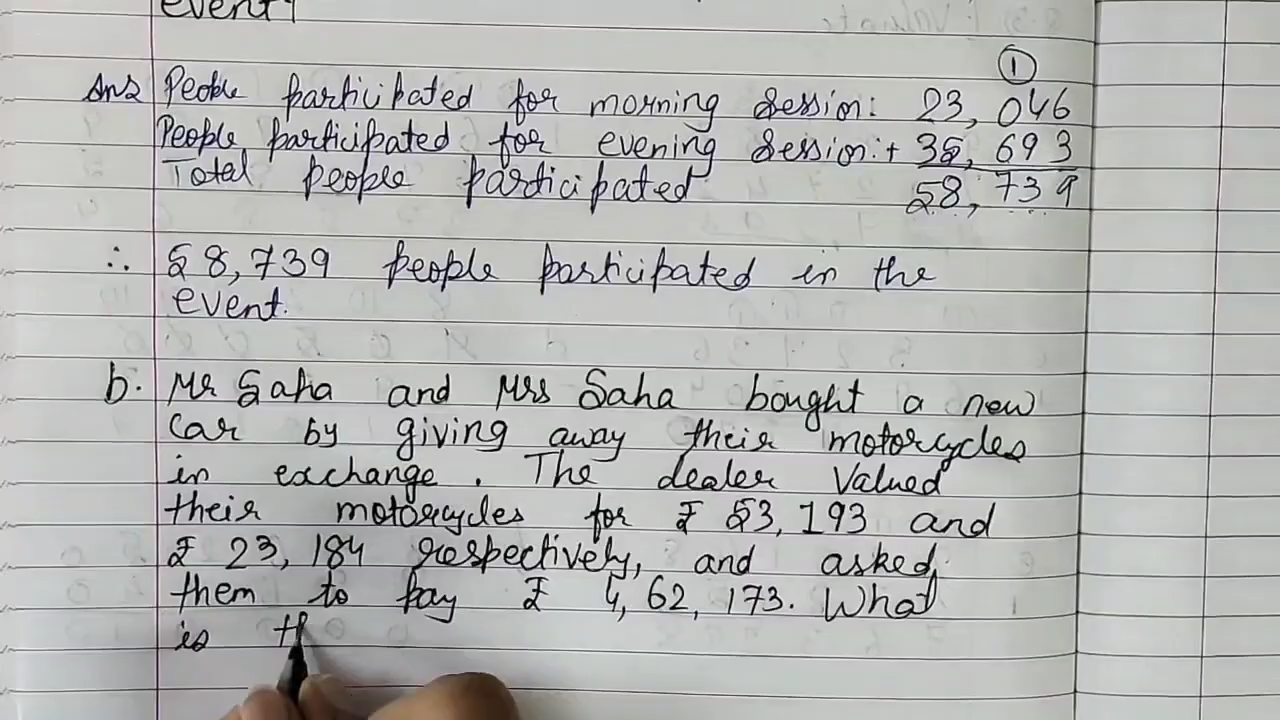 event?
①
Ans People participated for morning session: 23,046
People participated for evening session: + 35,693
Total people participated 58,739
∴ 58,739 people participated in the
event.
b. Mr Saha and Mrs Saha bought a new
car by giving away their motorcycles
in exchange. The dealer valued
their motorcycles for ₹ 53,193 and
₹ 23,184 respectively, and asked
them to pay ₹ 4,62,173. What
is th